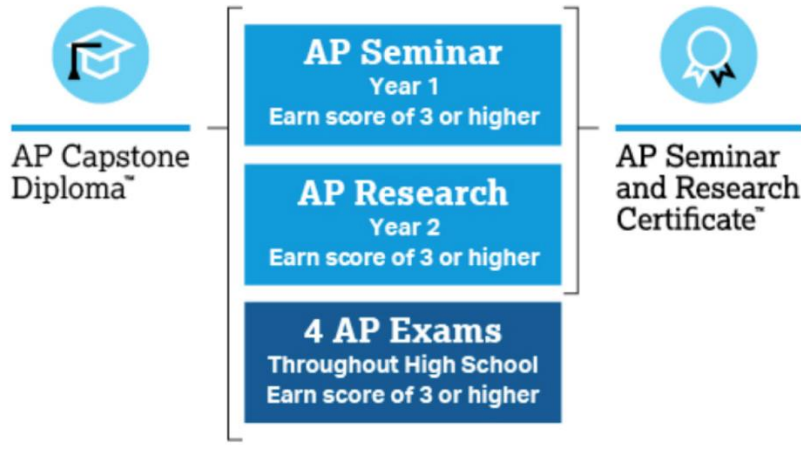 AP Capstone
Diploma™
AP Seminar
Year 1
Earn score of 3 or higher
AP Research
Year 2
Earn score of 3 or higher
4 AP Exams
Throughout High School
Earn score of 3 or higher
AP Seminar
and Research
Certificate™